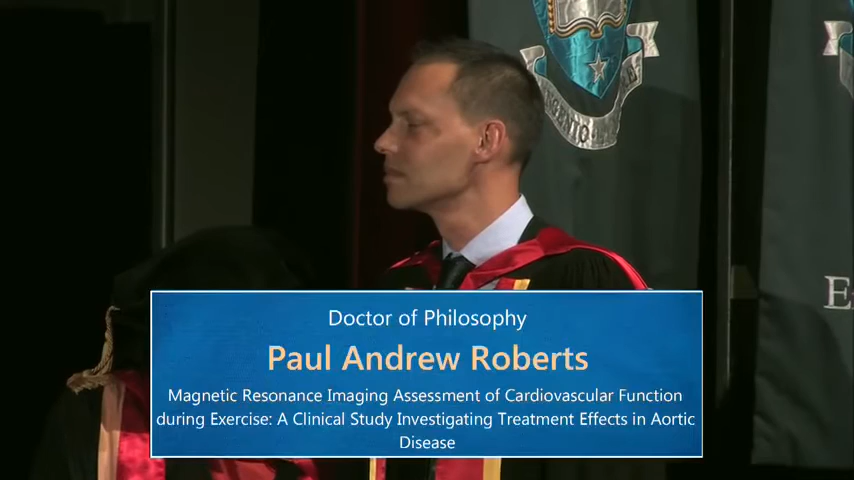 Doctor of Philosophy
Paul Andrew Roberts
Magnetic Resonance Imaging Assessment of Cardiovascular Function
during Exercise: A Clinical Study Investigating Treatment Effects in Aortic
Disease